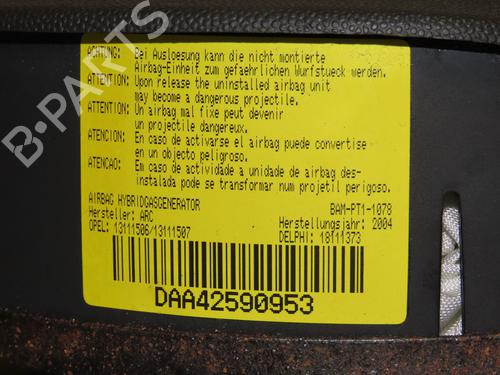 ACHTUNG: Bei Ausloesung kann die nicht montierte
Airbag-Einheit zum gefaehrlichen Wurfstueck werden.
ATTENTION: Upon release the uninstalled airbag unit
may become a dangerous projectile.
ATTENTION: Un airbag mal fixe peut devenir
un projectile dangereux.
ATENCION: En caso de activarse el airbag puede convertise
en un objecto peligroso.
ATENCAO: Em caso de actividade a unidade de airbag des-
instalada pode se transformar num projetil perigoso.
AIRBAG HYBRIDGASGENERATOR BAM-PT1-1078
Hersteller: ARC Herstellungsjahr: 2004
OPEL: 13111506/13111507 DELPHI: 18111373
DAA42590953
B-PARTS